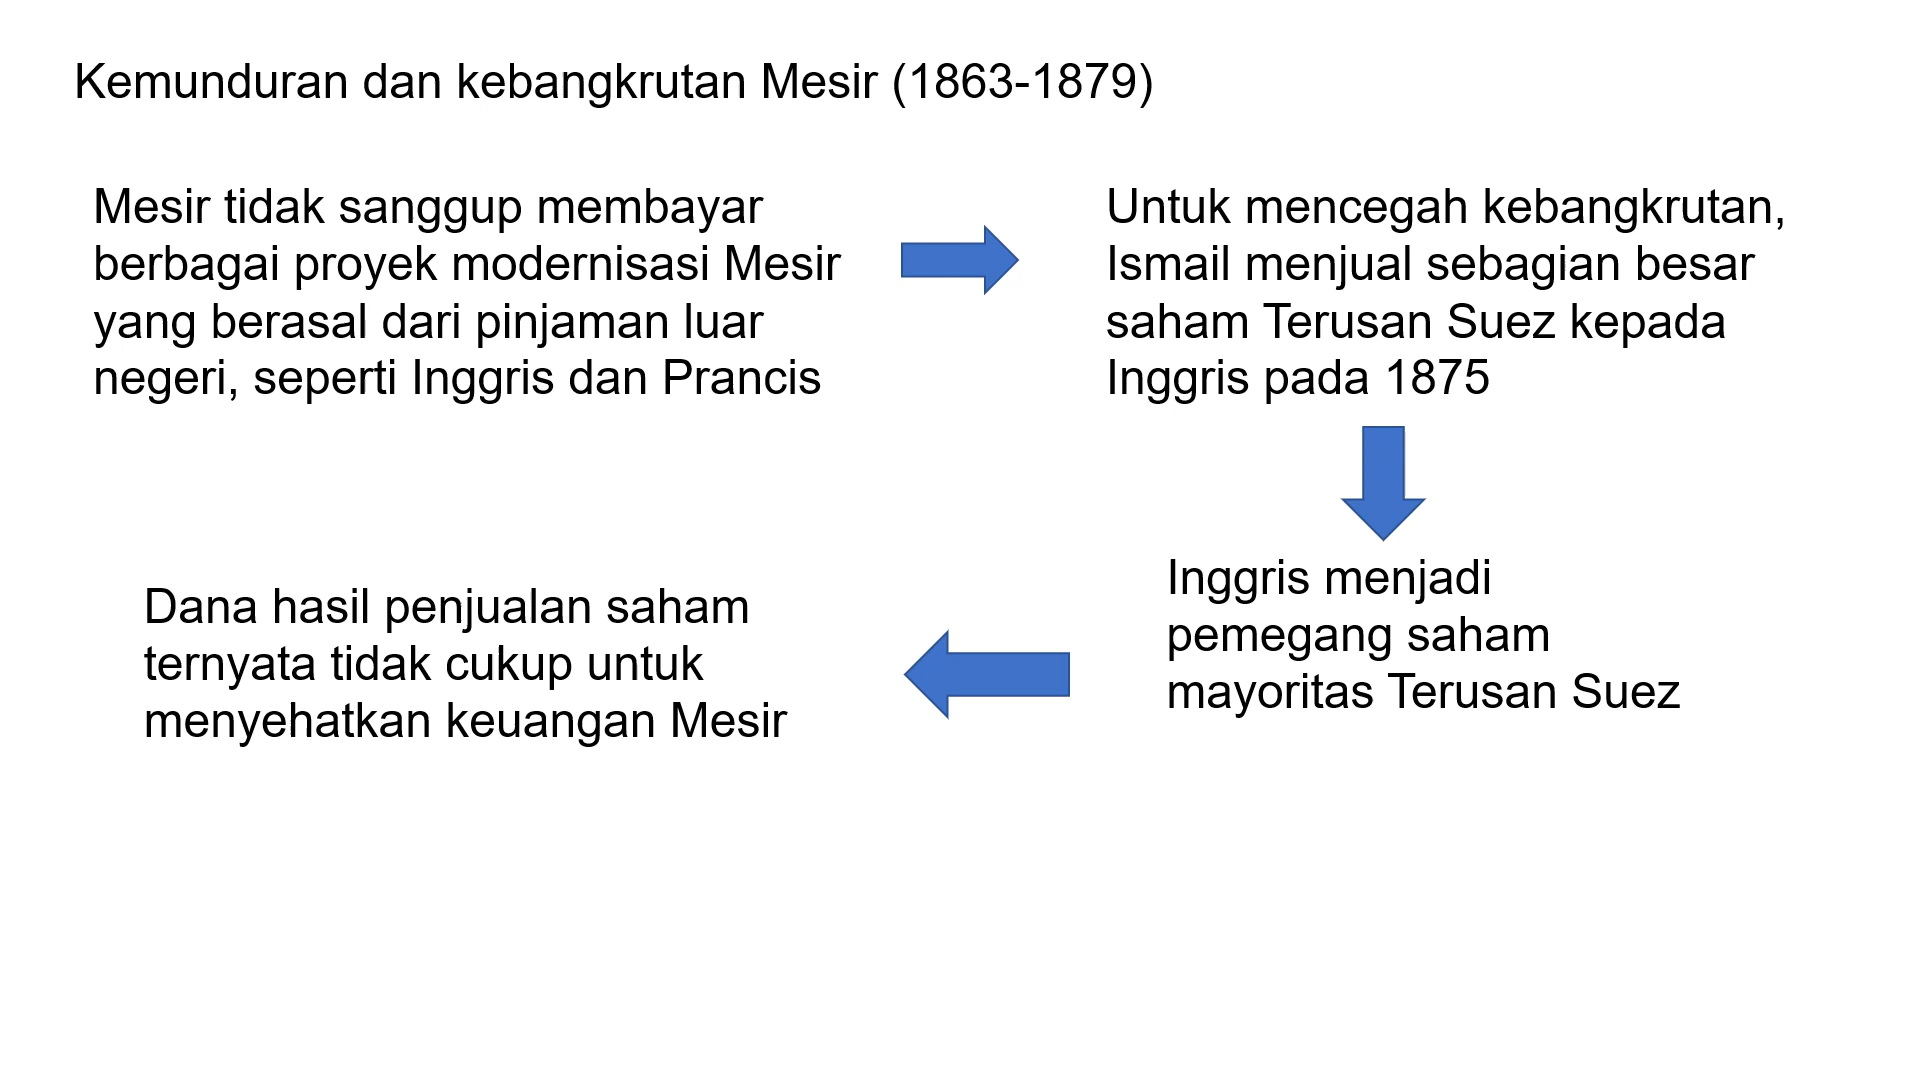 Kemunduran dan kebangkrutan Mesir (1863-1879)
Mesir tidak sanggup membayar
berbagai proyek modernisasi Mesir
yang berasal dari pinjaman luar
negeri, seperti Inggris dan Prancis
Untuk mencegah kebangkrutan,
Ismail menjual sebagian besar
saham Terusan Suez kepada
Inggris pada 1875
Inggris menjadi
pemegang saham
mayoritas Terusan Suez
Dana hasil penjualan saham
ternyata tidak cukup untuk
menyehatkan keuangan Mesir